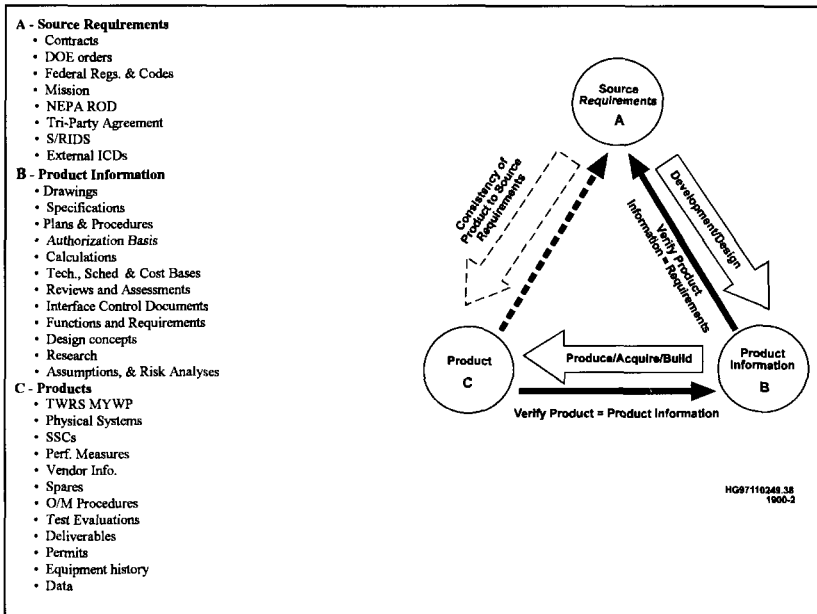 A - Source Requirements
• Contracts
• DOE orders
• Federal Regs. & Codes
• Mission
• NEPA ROD
• Tri-Party Agreement
• S/RIDS
• External ICDs
B - Product Information
• Drawings
• Specifications
• Plans & Procedures
• Authorization Basis
• Calculations
• Tech., Sched & Cost Bases
• Reviews and Assessments
• Interface Control Documents
• Functions and Requirements
• Design concepts
• Research
• Assumptions, & Risk Analyses
C - Products
• TWRS MYWP
• Physical Systems
• SSCs
• Perf. Measures
• Vendor Info.
• Spares
• O/M Procedures
• Test Evaluations
• Deliverables
• Permits
• Equipment history
• Data
Source
Requirements
A
Consistency of
Product to Source
Requirements
Development/Design
Verify Product
Information = Requirements
Product
C
Produce/Acquire/Build
Product
Information
B
Verify Product = Product Information
HG97110249.38
1900-2